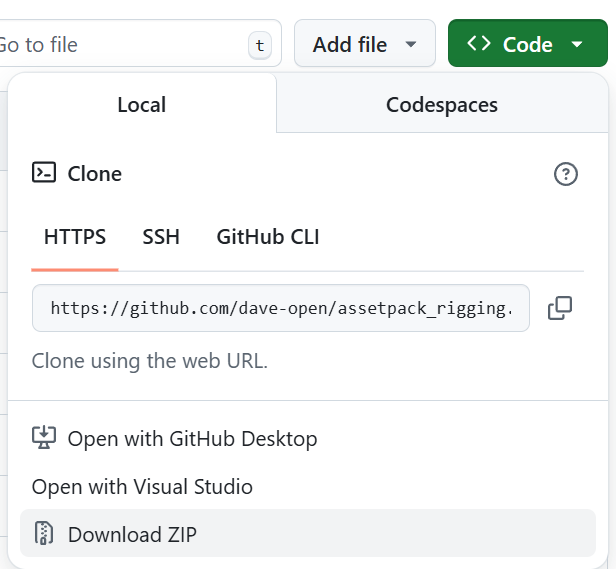 Go to file t Add file <> Code
Local Codespaces
Clone
HTTPS SSH GitHub CLI
https://github.com/dave-open/assetpack_rigging.
Clone using the web URL.
Open with GitHub Desktop
Open with Visual Studio
Download ZIP